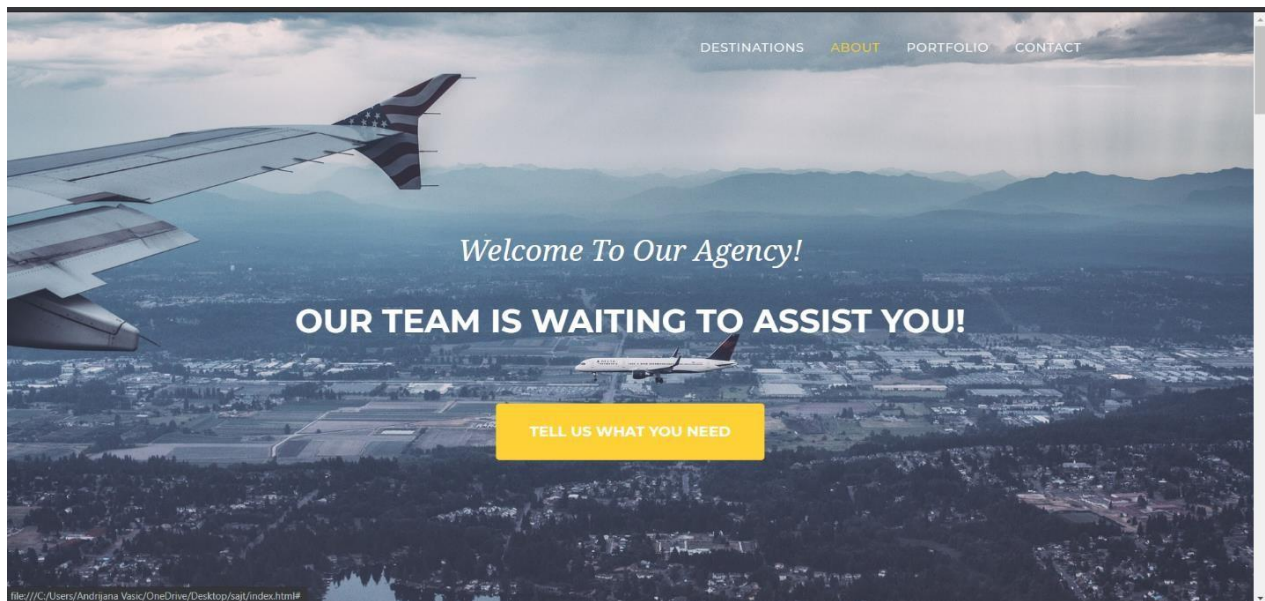 DESTINATIONS ABOUT PORTFOLIO CONTACT
Welcome To Our Agency!
OUR TEAM IS WAITING TO ASSIST YOU!
TELL US WHAT YOU NEED
file:///C:/Users/Andrijana Vasic/OneDrive/Desktop/sajt/index.html#